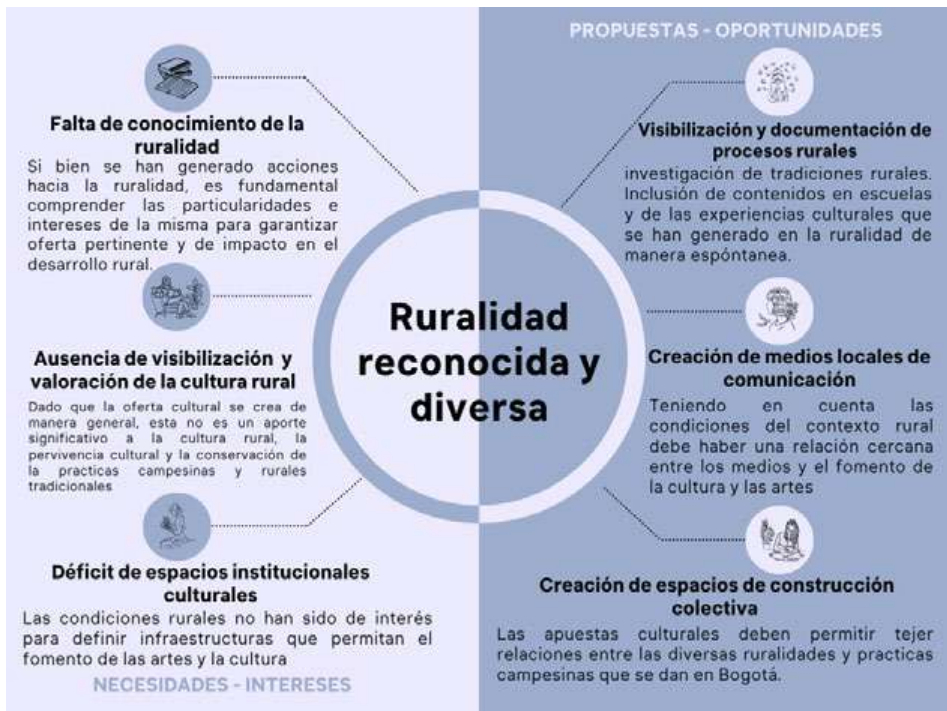 Falta de conocimiento de la
ruralidad
Si bien se han generado acciones
hacia la ruralidad, es fundamental
comprender las particularidades e
intereses de la misma para garantizar
oferta pertinente y de impacto en el
desarrollo rural.
Ausencia de visibilización y
valoración de la cultura rural
Dado que la oferta cultural se crea de
manera general, esta no es un aporte
significativo a la cultura rural, la
pervivencia cultural y la conservación de
la practicas campesinas y rurales
tradicionales
Déficit de espacios institucionales
culturales
Las condiciones rurales no han sido de interés
para definir infraestructuras que permitan el
fomento de las artes y la cultura
NECESIDADES - INTERESES
Ruralidad
reconocida y
diversa
PROPUESTAS - OPORTUNIDADES
Visibilización y documentación de
procesos rurales
investigación de tradiciones rurales.
Inclusión de contenidos en escuelas
y de las experiencias culturales que
se han generado en la ruralidad de
manera espóntanea.
Creación de medios locales de
comunicación
Teniendo en cuenta las
condiciones del contexto rural
debe haber una relación cercana
entre los medios y el fomento de
la cultura y las artes
Creación de espacios de construcción
colectiva
Las apuestas culturales deben permitir tejer
relaciones entre las diversas ruralidades y practicas
campesinas que se dan en Bogotá.